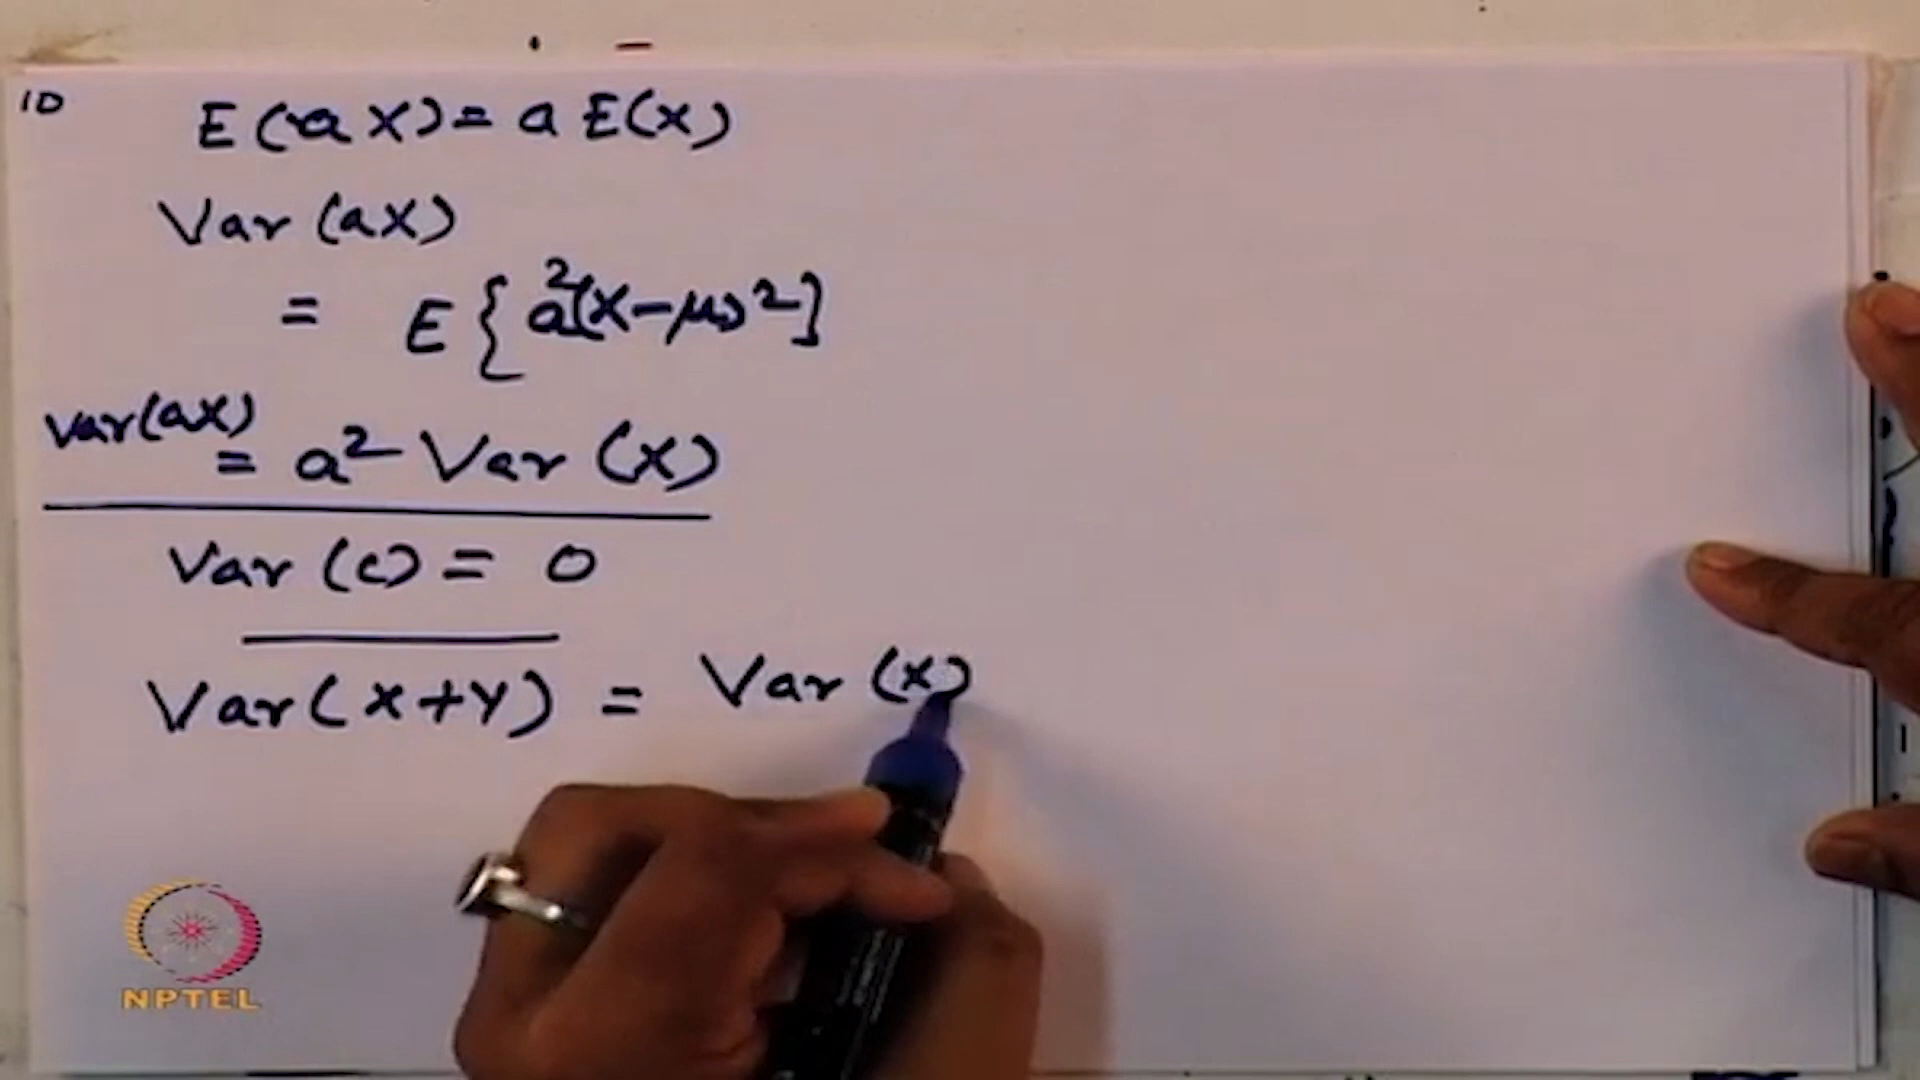 10
E(aX) = a E(X)
Var (aX)
= E{a²(X-μ)²]
Var(aX)
= a² Var (X)
Var (c) = 0
Var(X+Y) = Var (X)
NPTEL